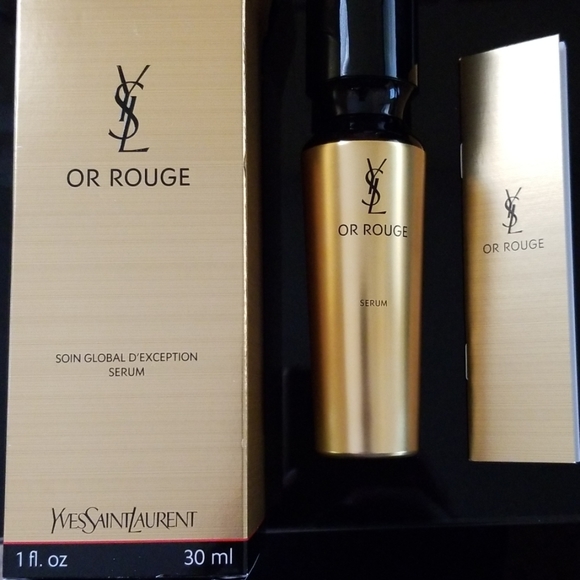 YSL
OR ROUGE
SOIN GLOBAL D'EXCEPTION
SERUM
YVESSAINTLAURENT
1 fl. oz 30 ml
YSL
OR ROUGE
SERUM
YSL
OR ROUGE